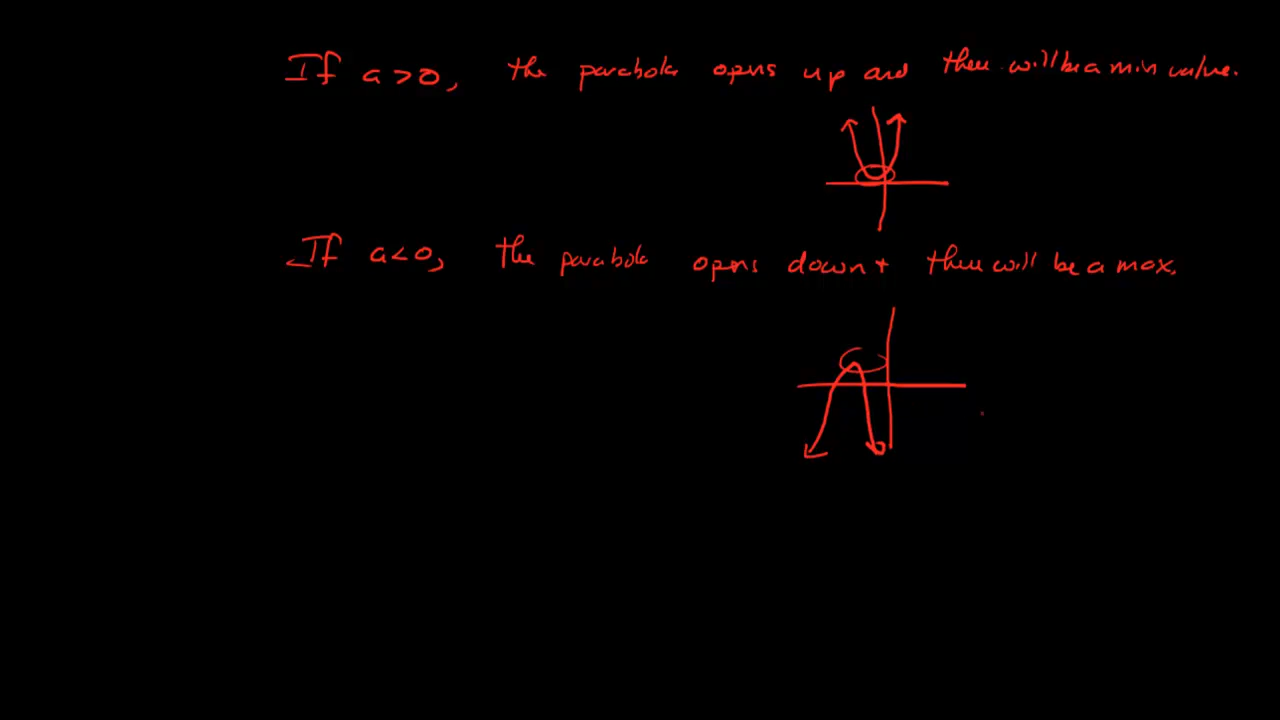 If a>0, the parabola opens up and there will be a min value.
If a<0, the parabola opens down + there will be a max.